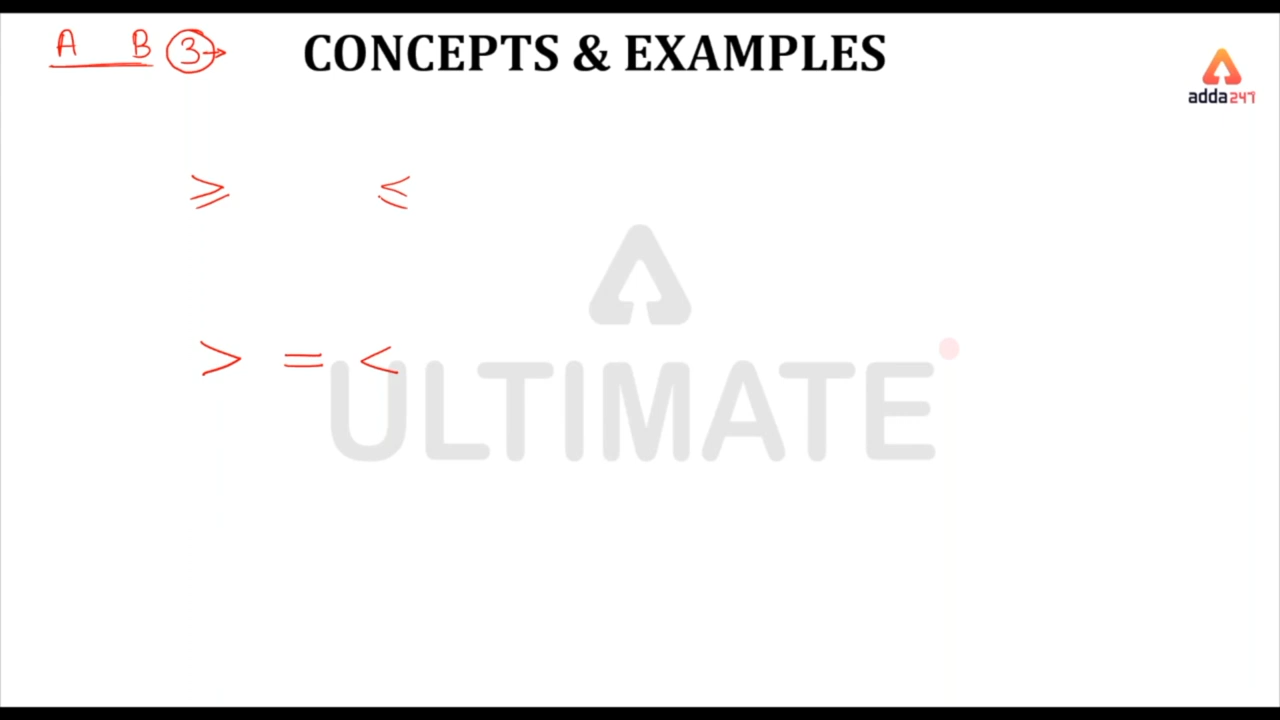 A B 3→ CONCEPTS & EXAMPLES
adda247
≥ ≤
> = <
ULTIMATE